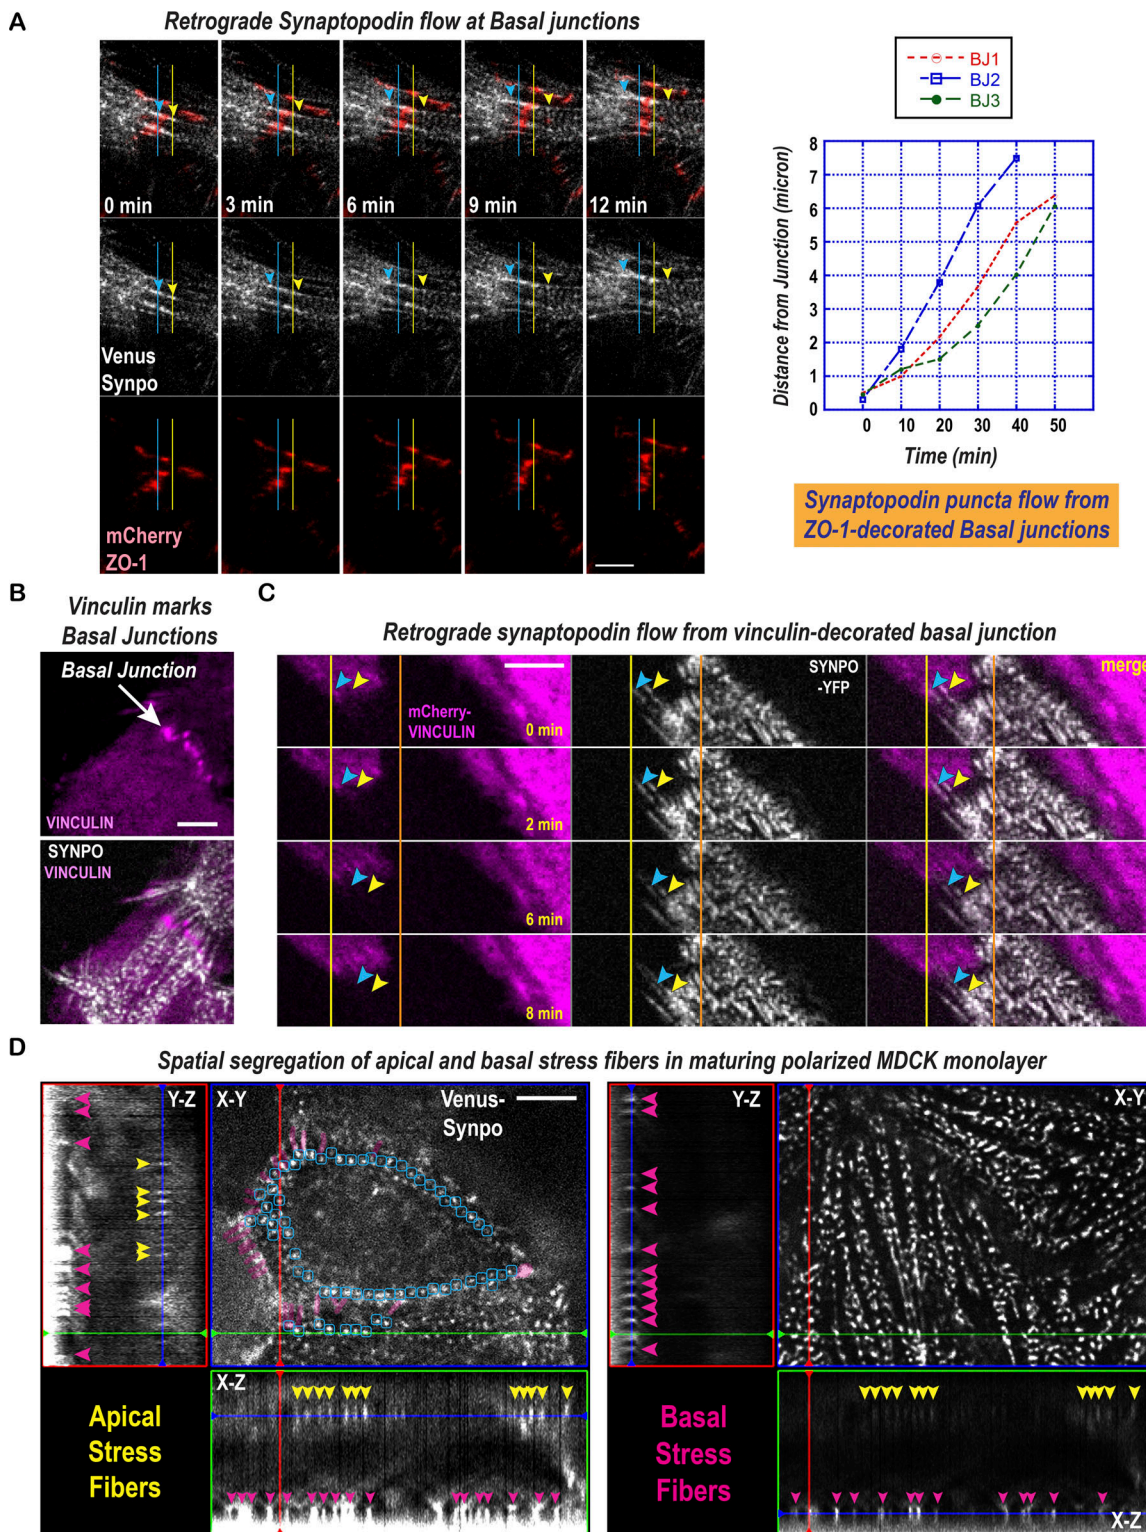 A
Retrograde Synaptopodin flow at Basal junctions
0 min
3 min
6 min
9 min
12 min
Venus
Synpo
mCherry
ZO-1
BJ1
BJ2
BJ3
Distance from Junction (micron)
8
7
6
5
4
3
2
1
0
0 10 20 30 40 50
Time (min)
Synaptopodin puncta flow from
ZO-1-decorated Basal junctions
B
Vinculin marks
Basal Junctions
Basal Junction
VINCULIN
SYNPO
VINCULIN
C
Retrograde synaptopodin flow from vinculin-decorated basal junction
mCherry-
VINCULIN
SYNPO
-YFP
merge
0 min
2 min
6 min
8 min
D
Spatial segregation of apical and basal stress fibers in maturing polarized MDCK monolayer
Y-Z
X-Y
Venus-
Synpo
X-Z
Apical
Stress
Fibers
Y-Z
X-Y
Basal
Stress
Fibers
X-Z